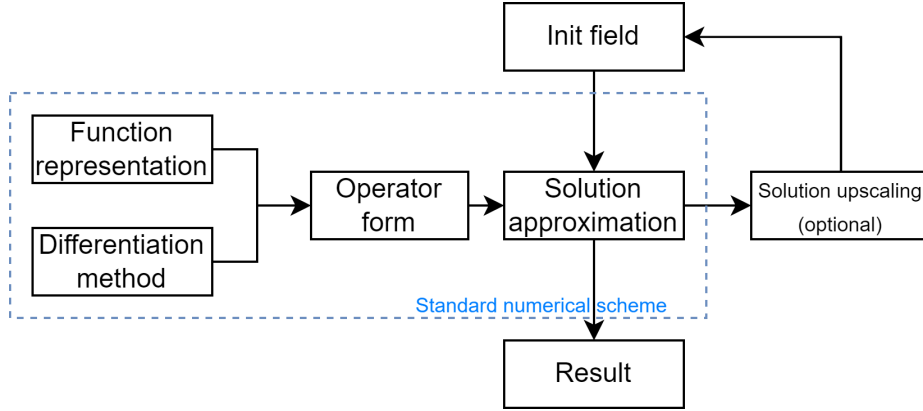 Init field
Function
representation
Operator
form
Solution
approximation
Solution upscaling
(optional)
Differentiation
method
Standard numerical scheme
Result